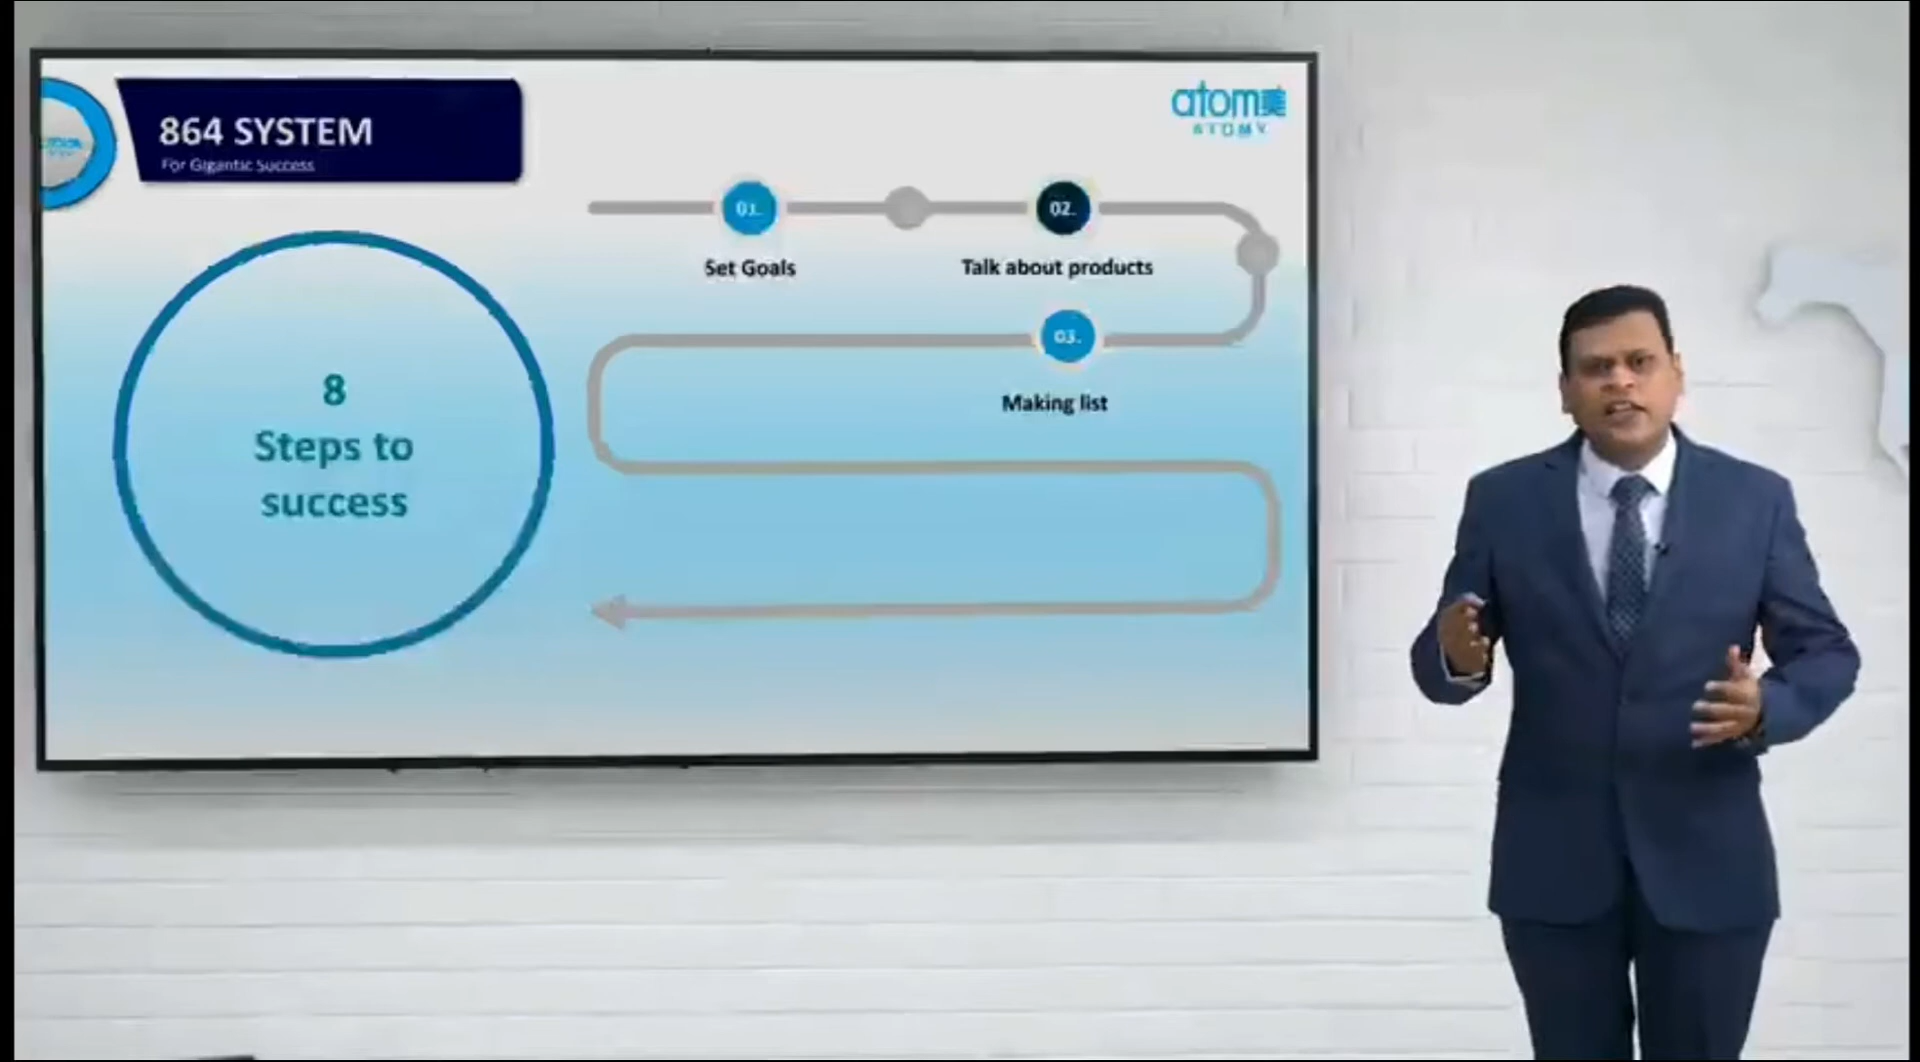 864 SYSTEM
For Gigantic Success
atom美
ATOMY
01.
02.
Set Goals
Talk about products
03.
Making list
8
Steps to
success